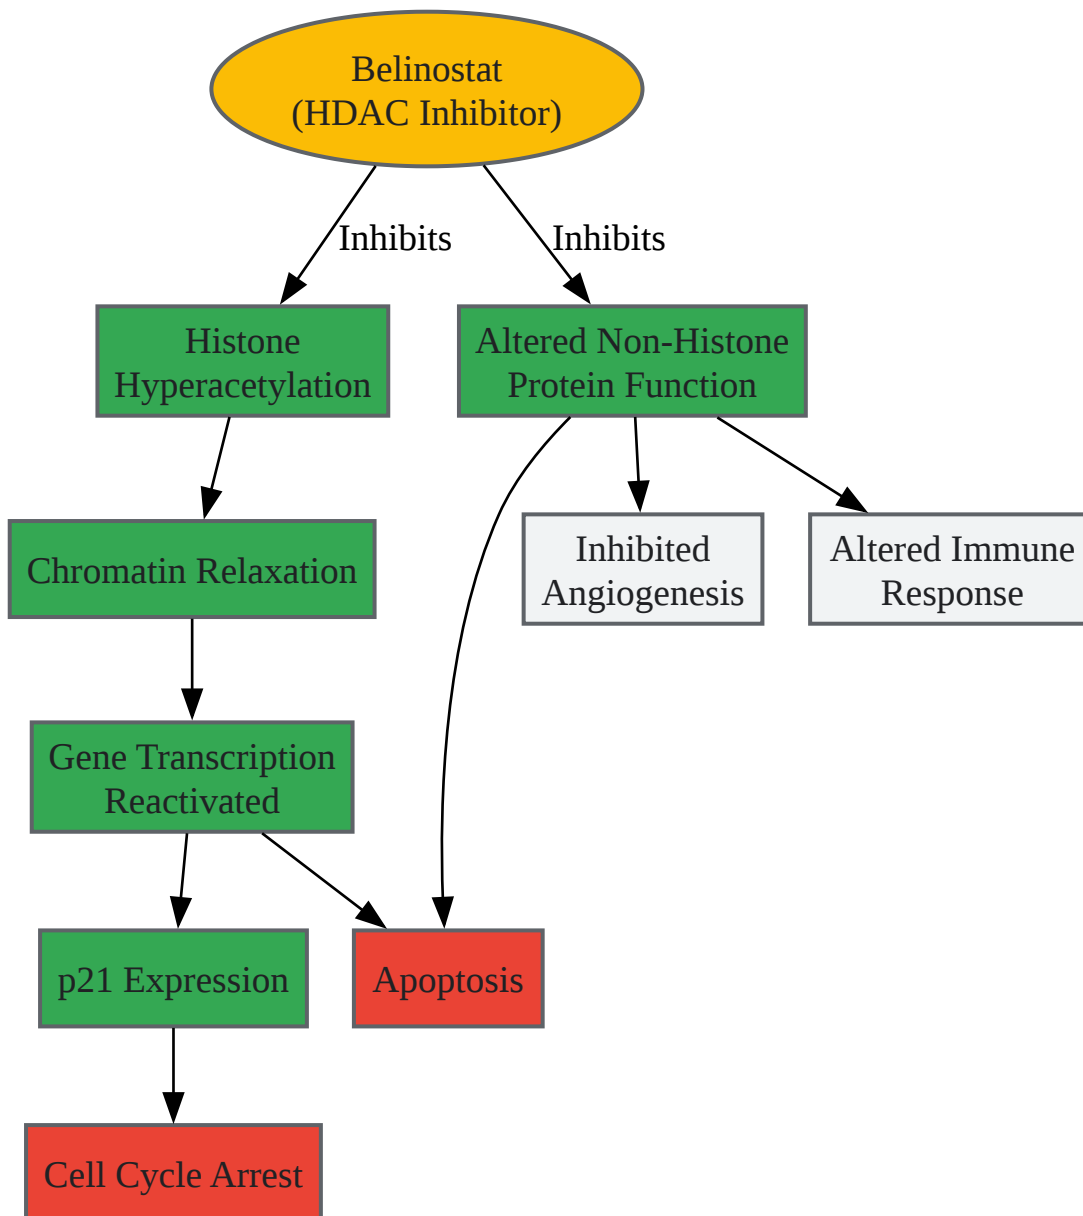 Belinostat
(HDAC Inhibitor)
Inhibits
Inhibits
Histone
Hyperacetylation
Altered Non-Histone
Protein Function
Chromatin Relaxation
Inhibited
Angiogenesis
Altered Immune
Response
Gene Transcription
Reactivated
p21 Expression
Apoptosis
Cell Cycle Arrest